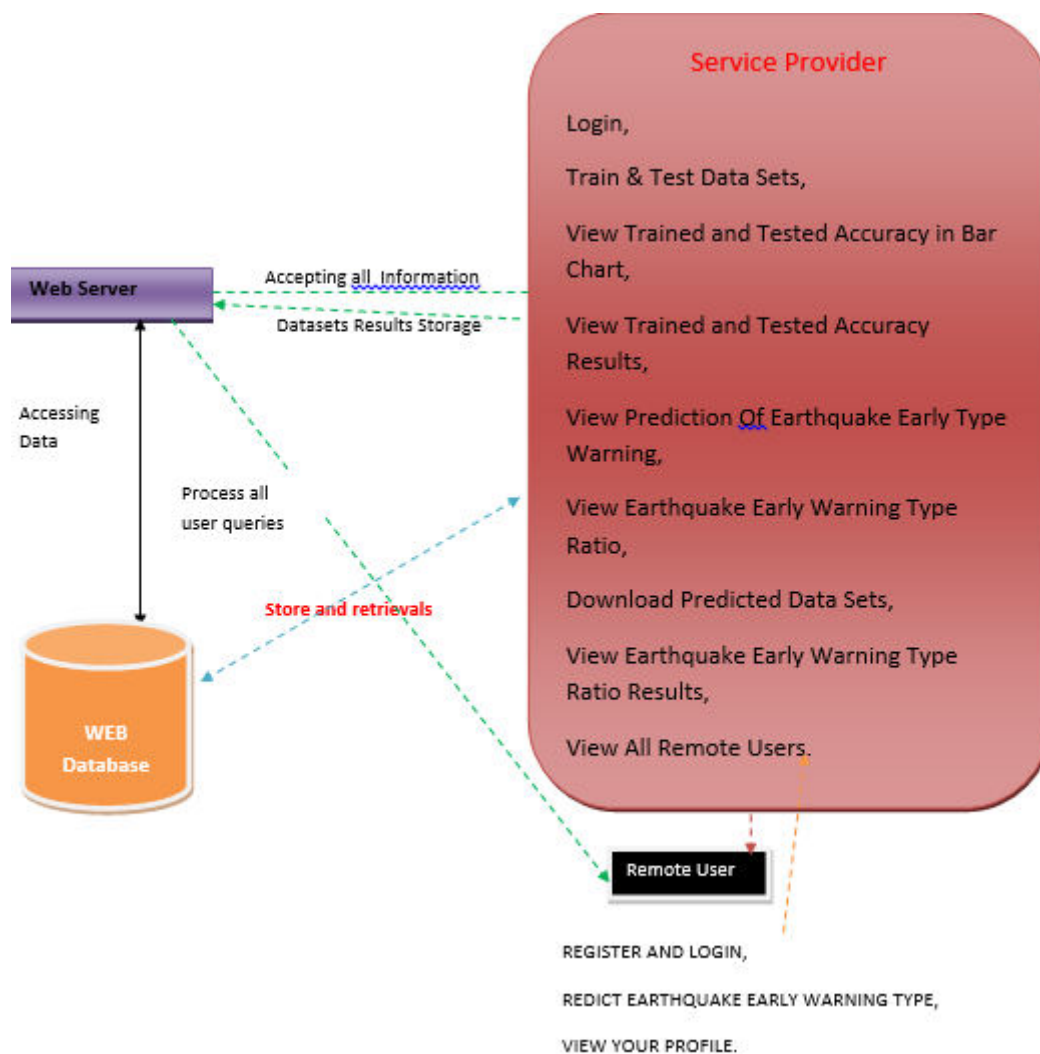 Service Provider
Login,
Train & Test Data Sets,
View Trained and Tested Accuracy in Bar
Chart,
View Trained and Tested Accuracy
Results,
View Prediction Of Earthquake Early Type
Warning,
View Earthquake Early Warning Type
Ratio,
Download Predicted Data Sets,
View Earthquake Early Warning Type
Ratio Results,
View All Remote Users.
Web Server
Accepting all Information
Datasets Results Storage
Accessing
Data
Process all
user queries
Store and retrievals
WEB
Database
Remote User
REGISTER AND LOGIN,
REDICT EARTHQUAKE EARLY WARNING TYPE,
VIEW YOUR PROFILE.